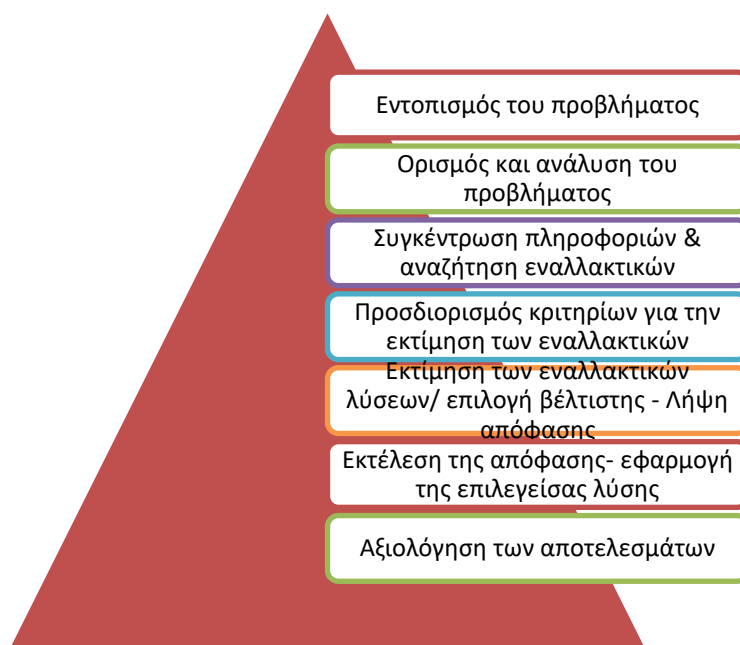 Εντοπισμός του προβλήματος
Ορισμός και ανάλυση του
προβλήματος
Συγκέντρωση πληροφοριών &
αναζήτηση εναλλακτικών
Προσδιορισμός κριτηρίων για την
εκτίμηση των εναλλακτικών
Εκτίμηση των εναλλακτικών
λύσεων/ επιλογή βέλτιστης - Λήψη
απόφασης
Εκτέλεση της απόφασης- εφαρμογή
της επιλεγείσας λύσης
Αξιολόγηση των αποτελεσμάτων